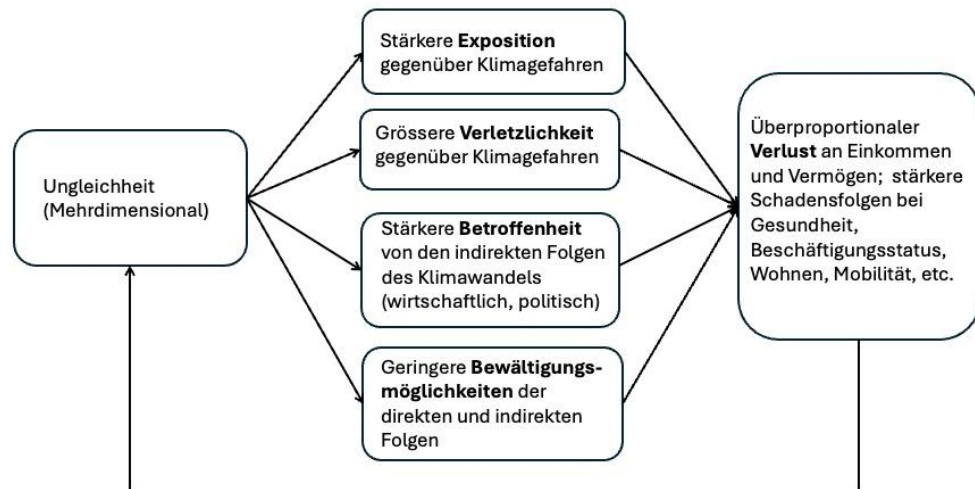 Ungleichheit
(Mehrdimensional)
Stärkere Exposition
gegenüber Klimagefahren
Grössere Verletzlichkeit
gegenüber Klimagefahren
Stärkere Betroffenheit
von den indirekten Folgen
des Klimawandels
(wirtschaftlich, politisch)
Geringere Bewältigungs-
möglichkeiten der
direkten und indirekten
Folgen
Überproportionaler
Verlust an Einkommen
und Vermögen; stärkere
Schadensfolgen bei
Gesundheit,
Beschäftigungsstatus,
Wohnen, Mobilität, etc.